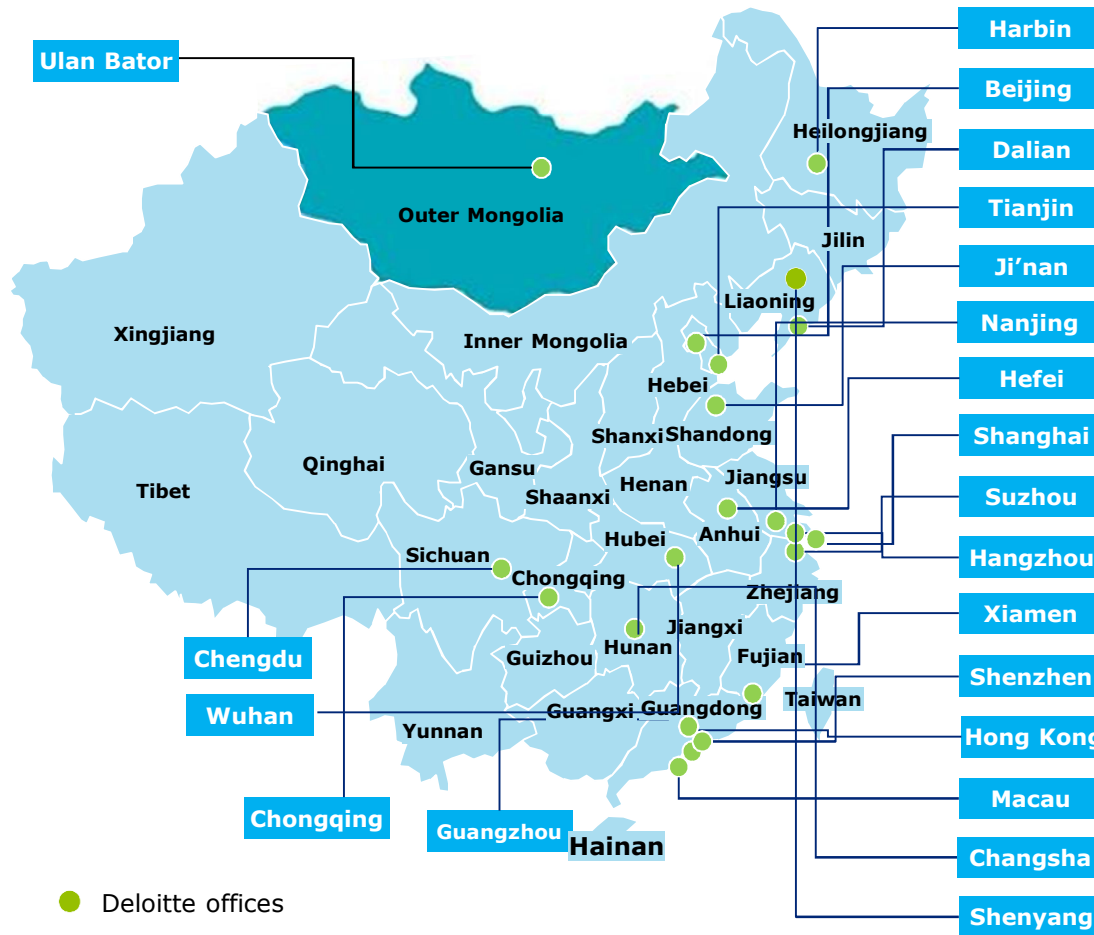 Harbin
Ulan Bator
Beijing
Heilongjiang
Dalian
Tianjin
Outer Mongolia
Jilin
Ji’nan
Liaoning
Nanjing
Xingjiang
Inner Mongolia
Hebei
Hefei
Shanxi
Shandong
Shanghai
Qinghai
Gansu
Jiangsu
Tibet
Henan
Shaanxi
Suzhou
Anhui
Hubei
Sichuan
Hangzhou
Chongqing
Zhejiang
Xiamen
Jiangxi
Hunan
Chengdu
Guizhou
Fujian
Shenzhen
Taiwan
Wuhan
Guangxi
Guangdong
Yunnan
Hong Kong
Macau
Chongqing
Guangzhou
Hainan
Changsha
Deloitte offices
Shenyang